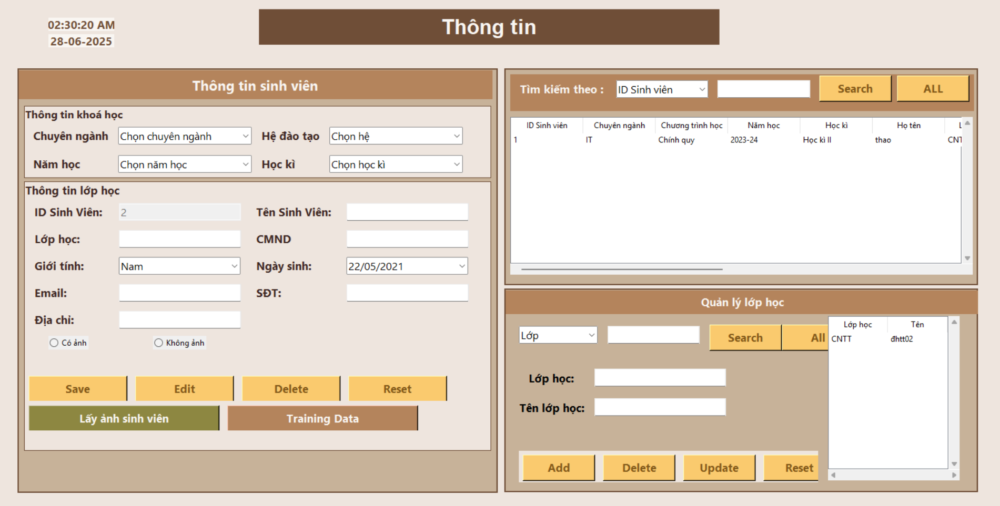 02:30:20 AM
28-06-2025
Thông tin
Thông tin sinh viên
Thông tin khoá học
Chuyên ngành Chọn chuyên ngành Hệ đào tạo Chọn hệ
Năm học Chọn năm học Học kì Chọn học kì
Thông tin lớp học
ID Sinh Viên: 2 Tên Sinh Viên:
Lớp học: CMND
Giới tính: Nam Ngày sinh: 22/05/2021
Email: SĐT:
Địa chỉ:
Có ảnh Không ảnh
Save Edit Delete Reset
Lấy ảnh sinh viên Training Data
Tìm kiếm theo : ID Sinh viên Search ALL
ID Sinh viên Chuyên ngành Chương trình học Năm học Học kì Họ tên L
1 IT Chính quy 2023-24 Học kì II thao CNT
Quản lý lớp học
Lớp Search All
Lớp học:
Tên lớp học:
Add Delete Update Reset
Lớp học Tên
CNTT đhtt02